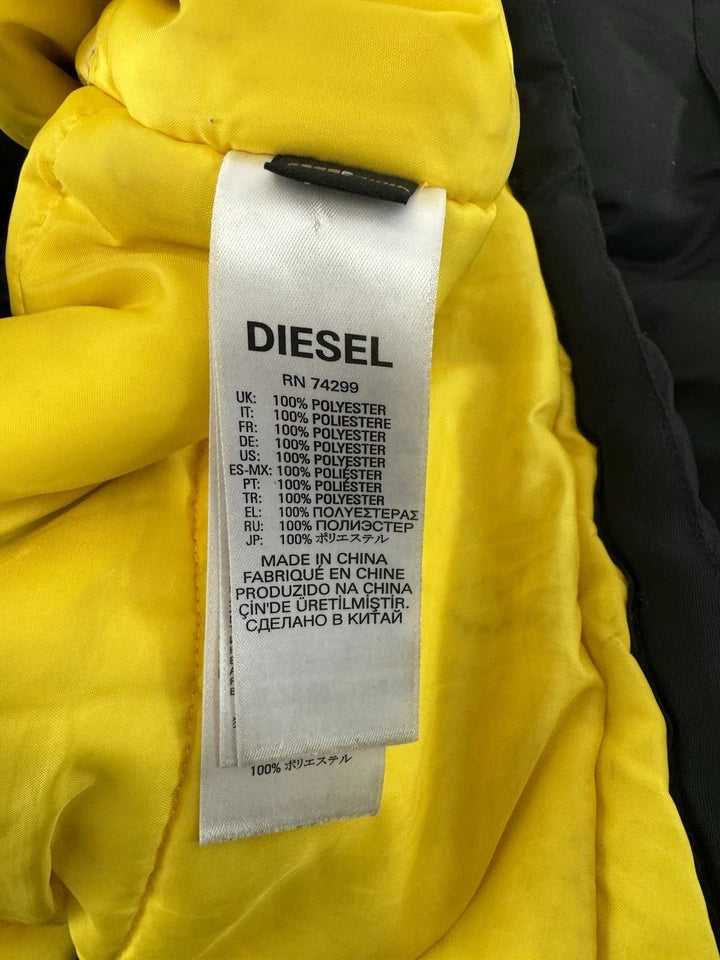 DIESEL
RN 74299
UK: 100% POLYESTER
IT: 100% POLIESTERE
FR: 100% POLYESTER
DE: 100% POLYESTER
US: 100% POLYESTER
ES-MX: 100% POLIÉSTER
PT: 100% POLIÉSTER
TR: 100% POLYESTER
EL: 100% ΠΟΛΥΕΣΤΕΡΑΣ
RU: 100% ПОЛИЭСТЕР
JP: 100% ポリエステル
MADE IN CHINA
FABRIQUÉ EN CHINE
PRODUZIDO NA CHINA
ÇİN'DE ÜRETİLMİŞTİR.
СДЕЛАНО В КИТАЙ
100% ポリエステル